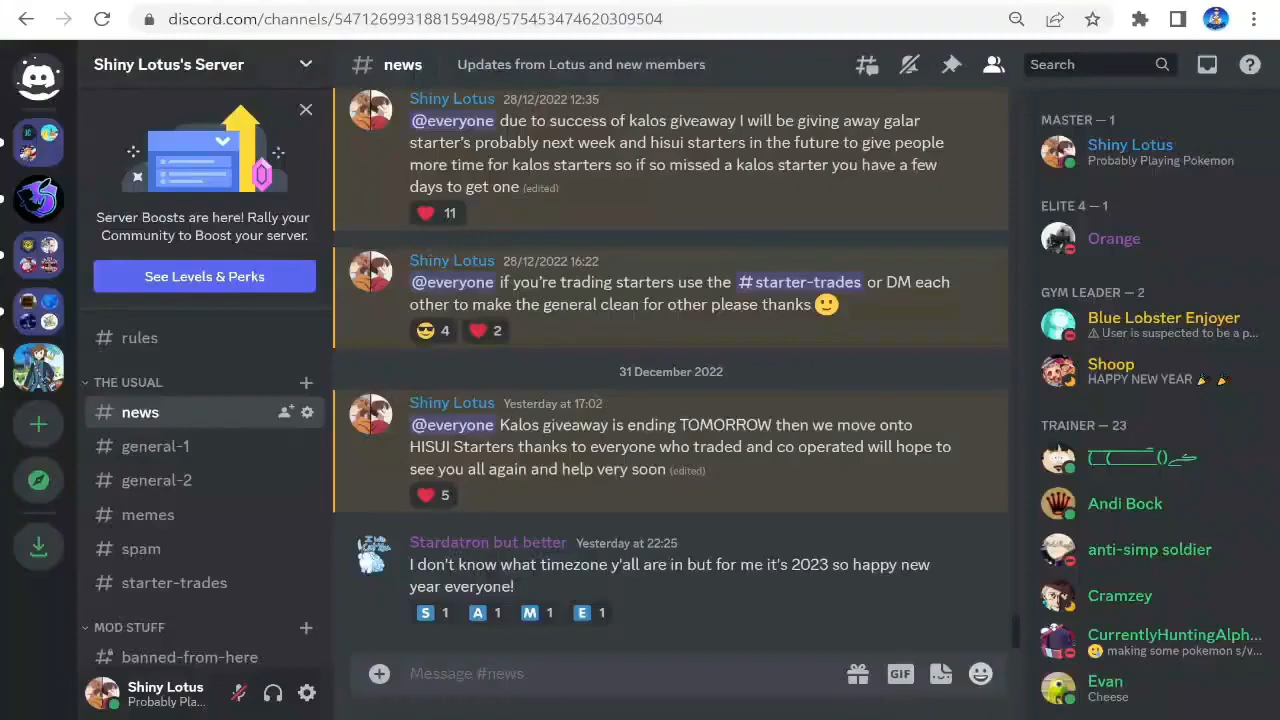 discord.com/channels/547126993188159498/575453474620309504
Shiny Lotus's Server
Server Boosts are here! Rally your
Community to Boost your server.
See Levels & Perks
rules
THE USUAL
news
general-1
general-2
memes
spam
starter-trades
MOD STUFF
banned-from-here
Shiny Lotus
Probably Pla...
# news
Updates from Lotus and new members
Search
Shiny Lotus 28/12/2022 12:35
@everyone due to success of kalos giveaway I will be giving away galar
starter's probably next week and hisui starters in the future to give people
more time for kalos starters so if so missed a kalos starter you have a few
days to get one (edited)
11
Shiny Lotus 28/12/2022 16:22
@everyone if you're trading starters use the #starter-trades or DM each
other to make the general clean for other please thanks
4 2
31 December 2022
Shiny Lotus Yesterday at 17:02
@everyone Kalos giveaway is ending TOMORROW then we move onto
HISUI Starters thanks to everyone who traded and co operated will hope to
see you all again and help very soon (edited)
5
Stardatron but better Yesterday at 22:25
I don't know what timezone y'all are in but for me it's 2023 so happy new
year everyone!
S 1 A 1 M 1 E 1
Message #news
GIF
MASTER — 1
Shiny Lotus
Probably Playing Pokemon
ELITE 4 — 1
Orange
GYM LEADER — 2
Blue Lobster Enjoyer
⚠ User is suspected to be a p...
Shoop
HAPPY NEW YEAR
TRAINER — 23
Andi Bock
anti-simp soldier
Cramzey
CurrentlyHuntingAlph...
making some pokemon s/v...
Evan
Cheese